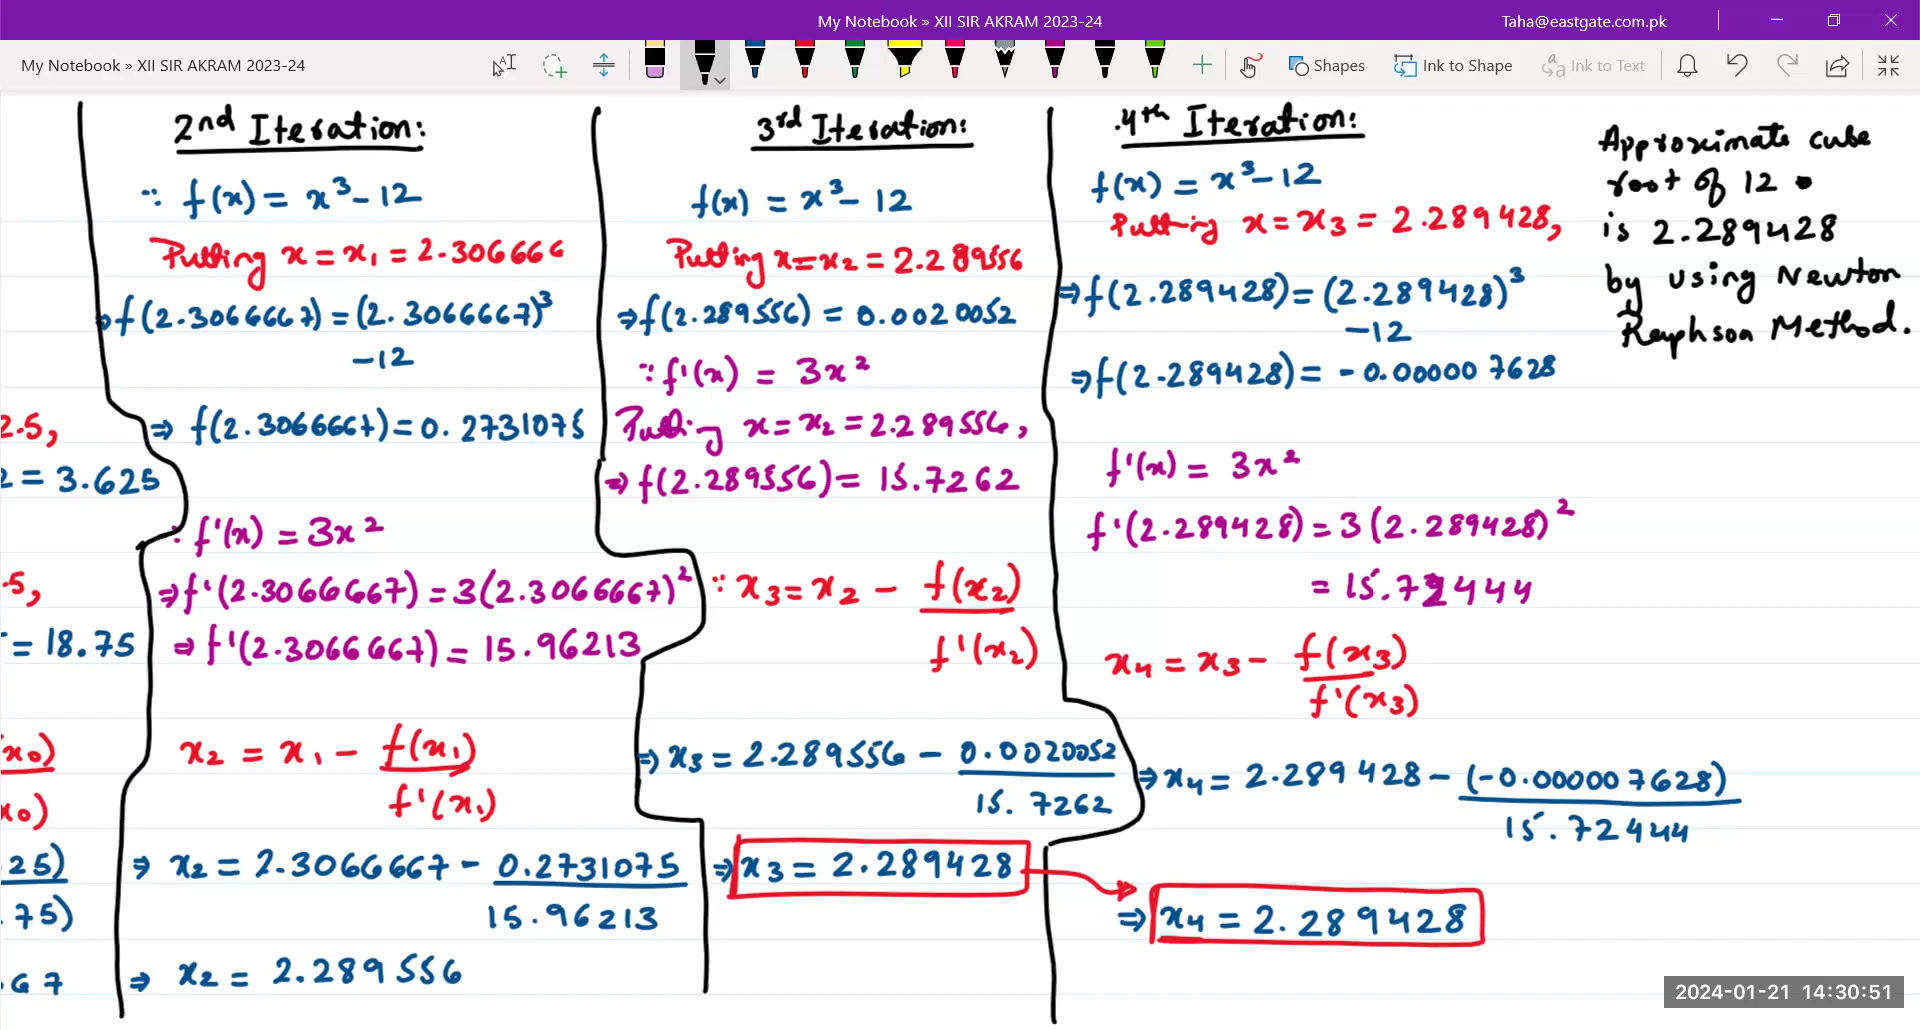 My Notebook » XII SIR AKRAM 2023-24
Taha@eastgate.com.pk
My Notebook » XII SIR AKRAM 2023-24
Shapes
Ink to Shape
Ink to Text
2.5,
2 = 3.625
.5,
= 18.75
x0)
x0)
25)
.75)
.67
2nd Iteration:
∵ f(x) = x³ - 12
Putting x = x₁ = 2.306666
⇒ f(2.3066667) = (2.3066667)³
-12
⇒ f(2.3066667) = 0.2731075
∵ f'(x) = 3x²
⇒ f'(2.3066667) = 3(2.3066667)²
⇒ f'(2.3066667) = 15.96213
x₂ = x₁ - f(x₁)
f'(x₁)
⇒ x₂ = 2.3066667 - 0.2731075
15.96213
⇒ x₂ = 2.289556
3rd Iteration:
f(x) = x³ - 12
Putting x = x₂ = 2.289556
⇒ f(2.289556) = 0.0020052
∵ f'(x) = 3x²
Putting x = x₂ = 2.289556,
⇒ f(2.289556) = 15.7262
∵ x₃ = x₂ - f(x₂)
f'(x₂)
⇒ x₃ = 2.289556 - 0.0020052
15.7262
⇒ x₃ = 2.289428
4th Iteration:
f(x) = x³ - 12
Putting x = x₃ = 2.289428,
⇒ f(2.289428) = (2.289428)³
-12
⇒ f(2.289428) = -0.000007628
f'(x) = 3x²
f'(2.289428) = 3(2.289428)²
= 15.72444
x₄ = x₃ - f(x₃)
f'(x₃)
⇒ x₄ = 2.289428 - (-0.000007628)
15.72444
⇒ x₄ = 2.289428
Approximate cube
root of 12
is 2.289428
by using Newton
Raphson Method.
2024-01-21 14:30:51